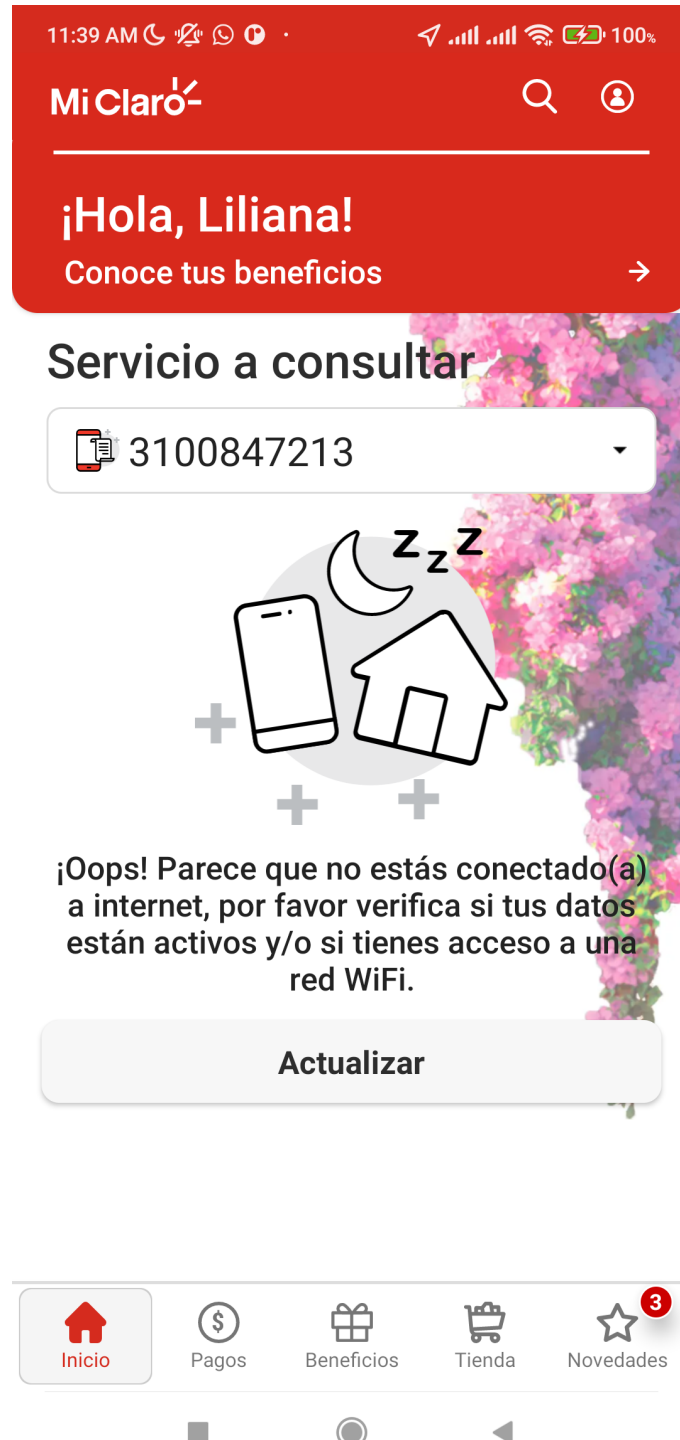 11:39 AM 100%
Mi Claro
¡Hola, Liliana!
Conoce tus beneficios
Servicio a consultar
3100847213
z z z
¡Oops! Parece que no estás conectado(a)
a internet, por favor verifica si tus datos
están activos y/o si tienes acceso a una
red WiFi.
Actualizar
3
Inicio Pagos Beneficios Tienda Novedades